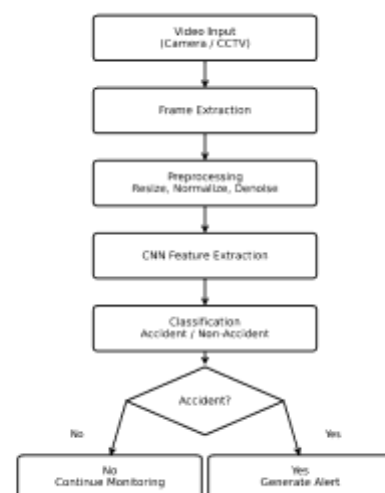 Video Input
(Camera / CCTV)
Frame Extraction
Preprocessing
Resize, Normalize, Denoise
CNN Feature Extraction
Classification
Accident / Non-Accident
Accident?
No
Yes
No
Continue Monitoring
Yes
Generate Alert